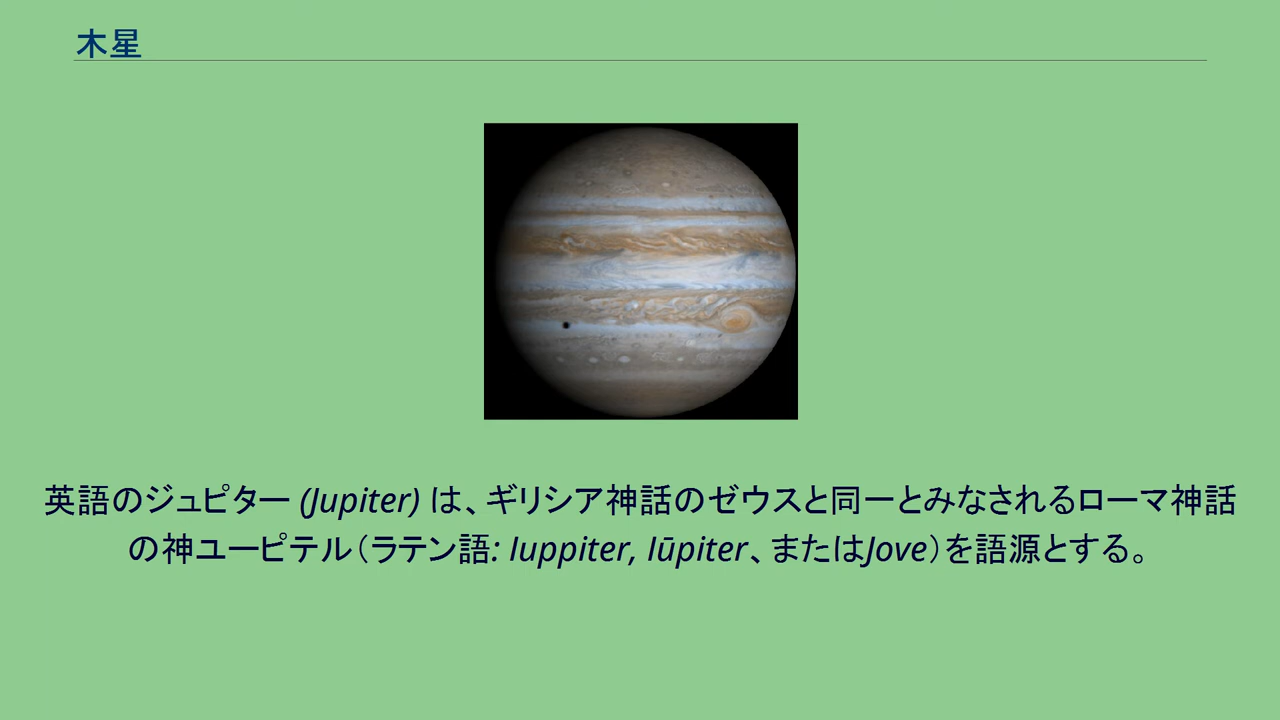 木星
英語のジュピター (Jupiter) は、ギリシア神話のゼウスと同一とみなされるローマ神話
の神ユーピテル（ラテン語: Iuppiter, Iūpiter、またはJove）を語源とする。